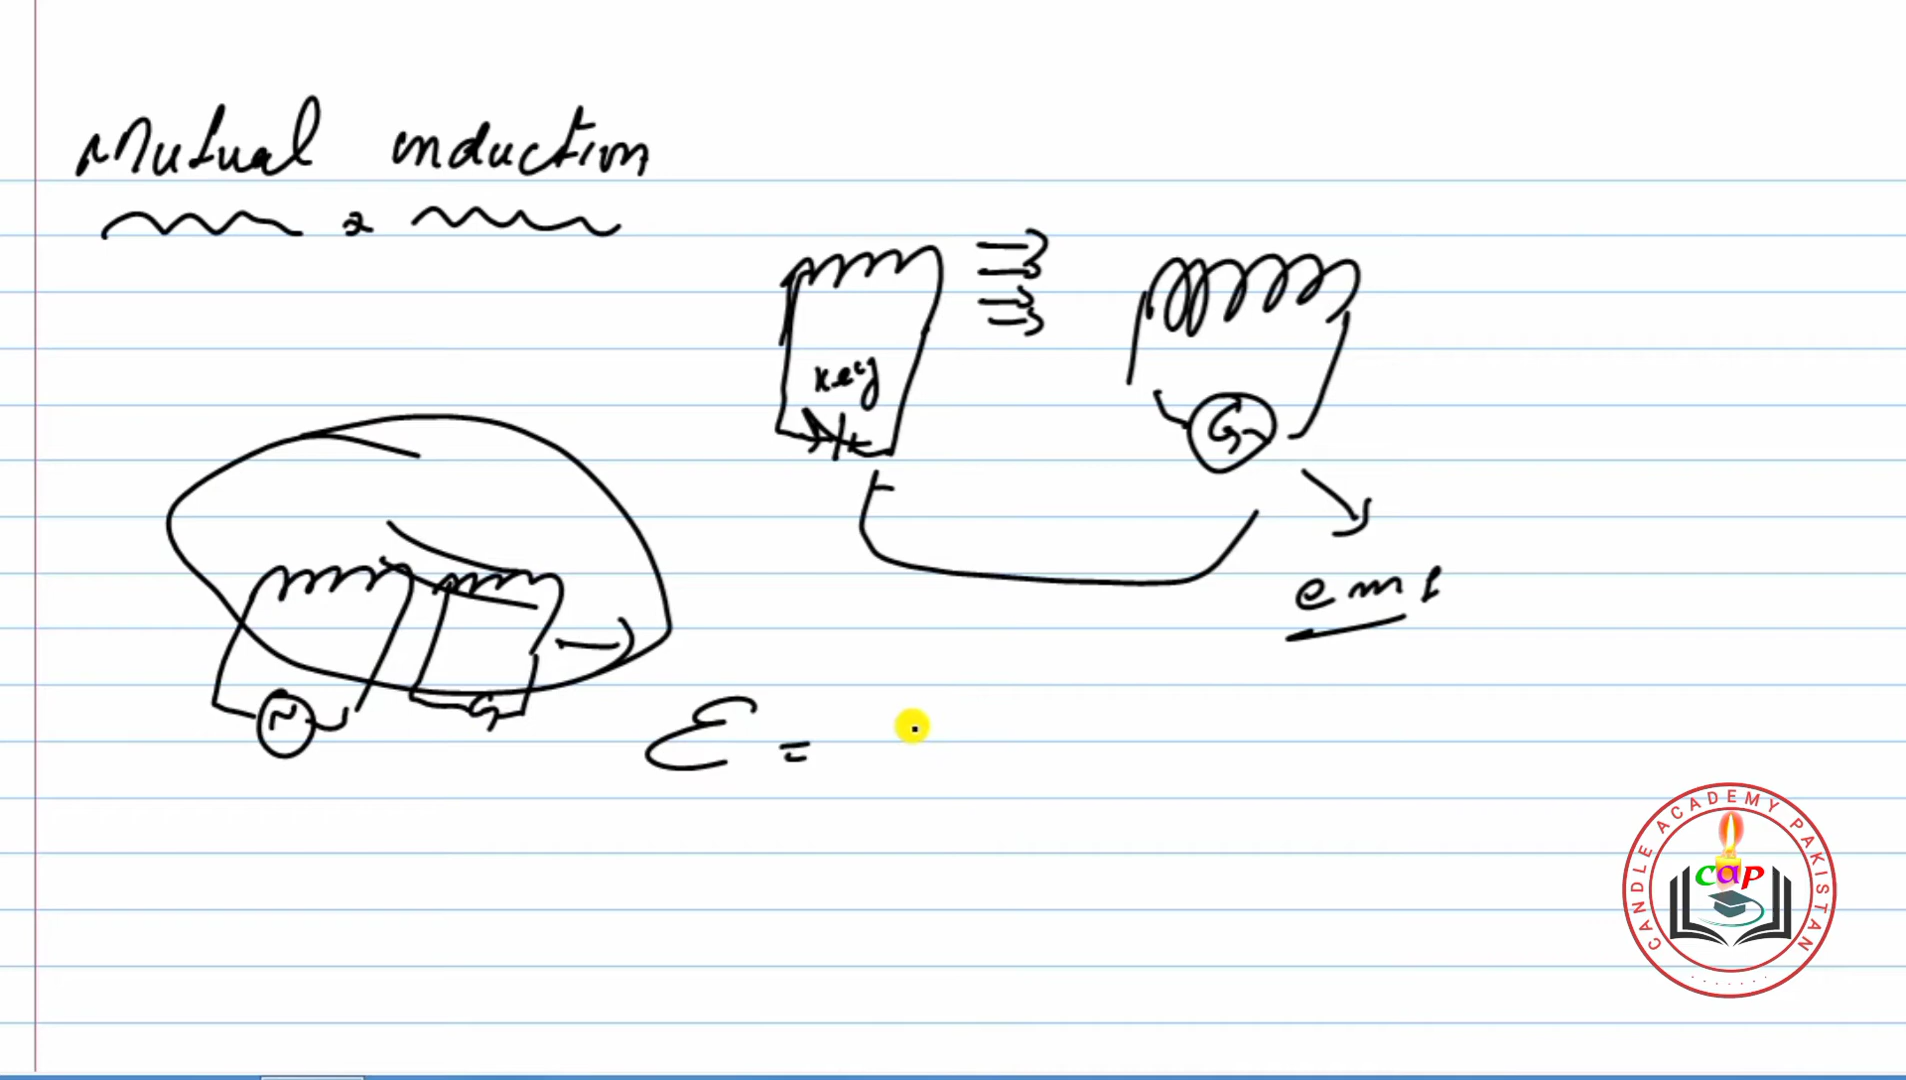 Mutual induction
key
G
emf
~
G
ε =
CANDLE ACADEMY PAKISTAN
cap